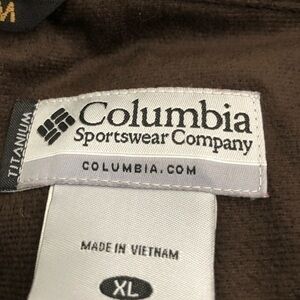 M
TITANIUM
Columbia
Sportswear Company
COLUMBIA.COM
MADE IN VIETNAM
XL